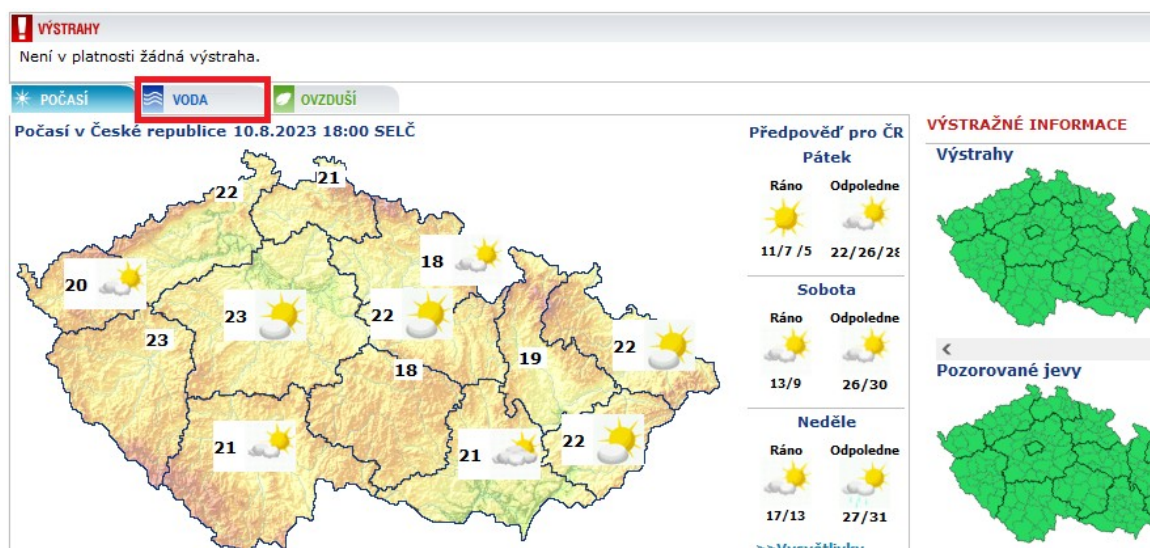 VÝSTRAHY
Není v platnosti žádná výstraha.
POČASÍ
VODA
OVZDUŠÍ
Počasí v České republice 10.8.2023 18:00 SELČ
22
21
20
18
23
22
23
18
19
22
21
21
22
Předpověď pro ČR
Pátek
Ráno Odpoledne
11/7 /5 22/26/28
Sobota
Ráno Odpoledne
13/9 26/30
Neděle
Ráno Odpoledne
17/13 27/31
>>Vysvětlivky
VÝSTRAŽNÉ INFORMACE
Výstrahy
Pozorované jevy